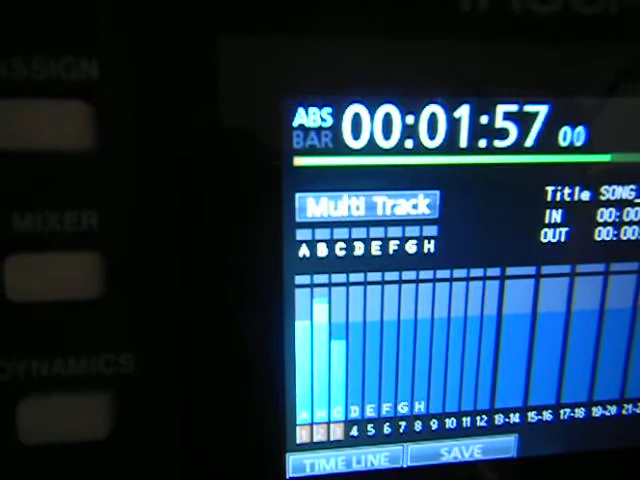 ASSIGN
ABS 00:01:57 00
BAR
Multi Track
Title SONG_
IN 00:00
OUT 00:00
MIXER
A B C D E F G H
DYNAMICS
A B C D E F G H
1 2 3 4 5 6 7 8 9 10 11 12 13-14 15-16 17-18 19-20 21-2
TIME LINE SAVE